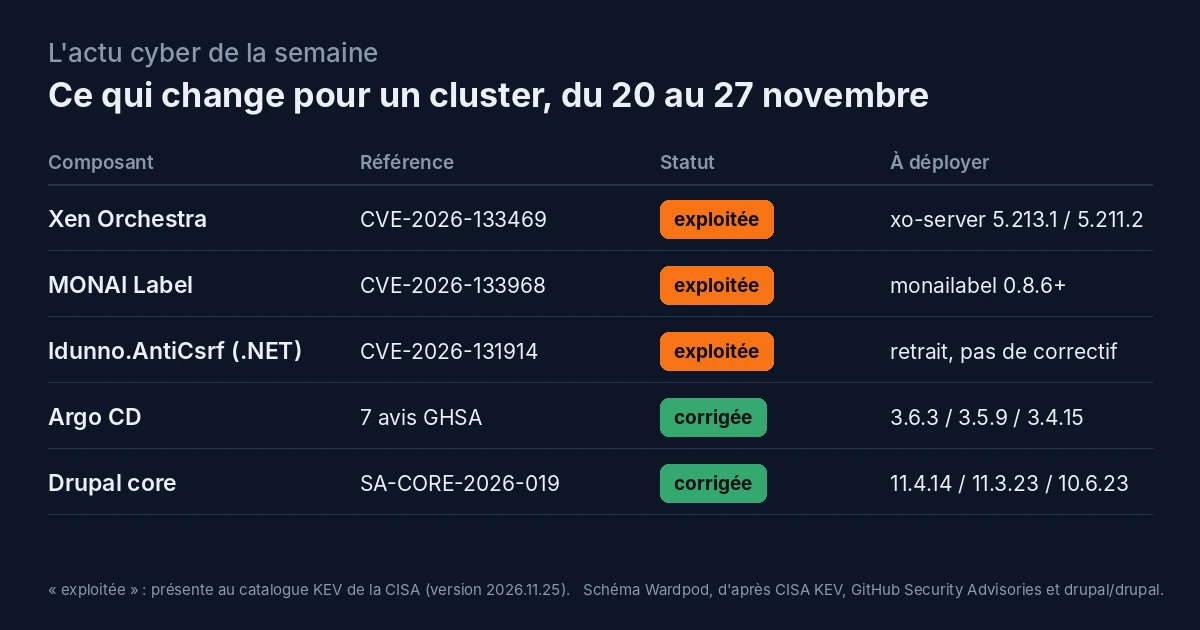 L'actu cyber de la semaine
Ce qui change pour un cluster, du 20 au 27 novembre
Composant Référence Statut À déployer
Xen Orchestra CVE-2026-133469 exploitée xo-server 5.213.1 / 5.211.2
MONAI Label CVE-2026-133968 exploitée monailabel 0.8.6+
Idunno.AntiCsrf (.NET) CVE-2026-131914 exploitée retrait, pas de correctif
Argo CD 7 avis GHSA corrigée 3.6.3 / 3.5.9 / 3.4.15
Drupal core SA-CORE-2026-019 corrigée 11.4.14 / 11.3.23 / 10.6.23
« exploitée » : présente au catalogue KEV de la CISA (version 2026.11.25). Schéma Wardpod, d'après CISA KEV, GitHub Security Advisories et drupal/drupal.